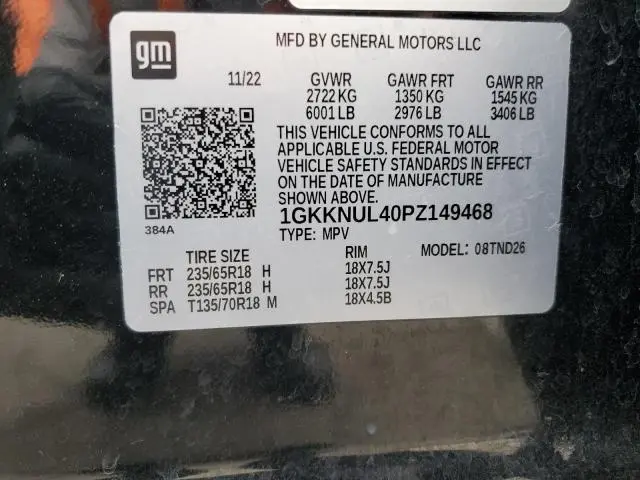 gm
MFD BY GENERAL MOTORS LLC
11/22 GVWR GAWR FRT GAWR RR
2722 KG 1350 KG 1545 KG
6001 LB 2976 LB 3406 LB
THIS VEHICLE CONFORMS TO ALL
APPLICABLE U.S. FEDERAL MOTOR
VEHICLE SAFETY STANDARDS IN EFFECT
ON THE DATE OF MANUFACTURE
SHOWN ABOVE.
1GKKNUL40PZ149468
384A
TYPE: MPV MODEL: 08TND26
TIRE SIZE RIM
FRT 235/65R18 H 18X7.5J
RR 235/65R18 H 18X7.5J
SPA T135/70R18 M 18X4.5B